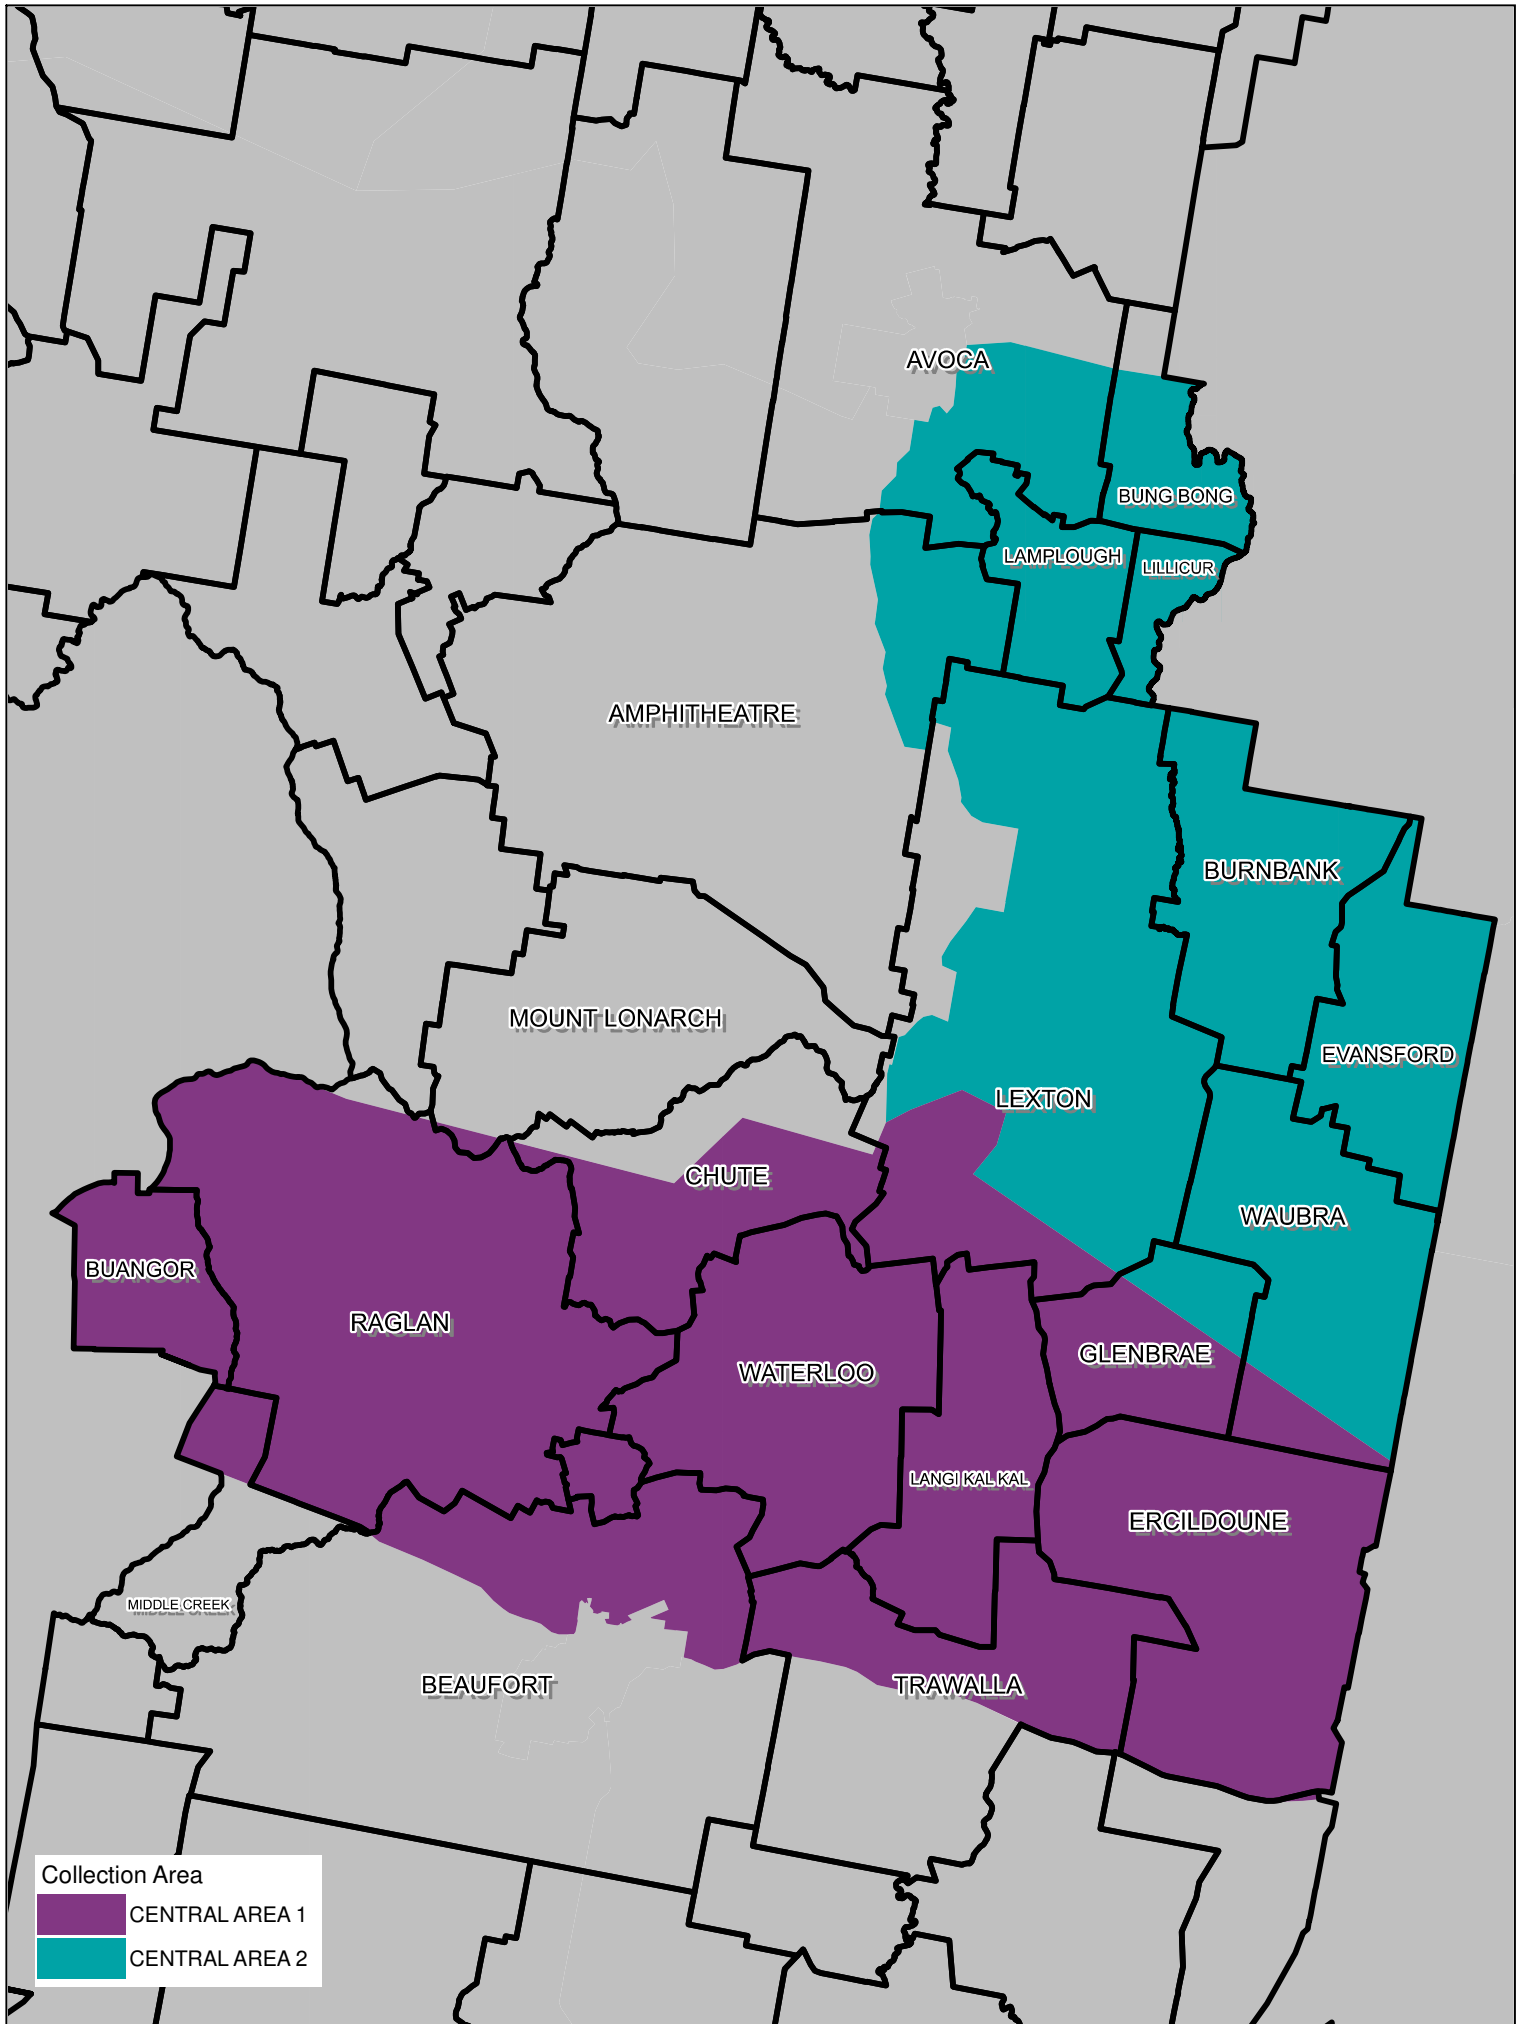 AVOCA
BUNG BONG
LAMPLOUGH
LILLICUR
AMPHITHEATRE
BURNBANK
MOUNT LONARCH
EVANSFORD
LEXTON
CHUTE
WAUBRA
BUANGOR
RAGLAN
GLENBRAE
WATERLOO
LANGI KAL KAL
ERCILDOUNE
MIDDLE CREEK
BEAUFORT
TRAWALLA
Collection Area
CENTRAL AREA 1
CENTRAL AREA 2